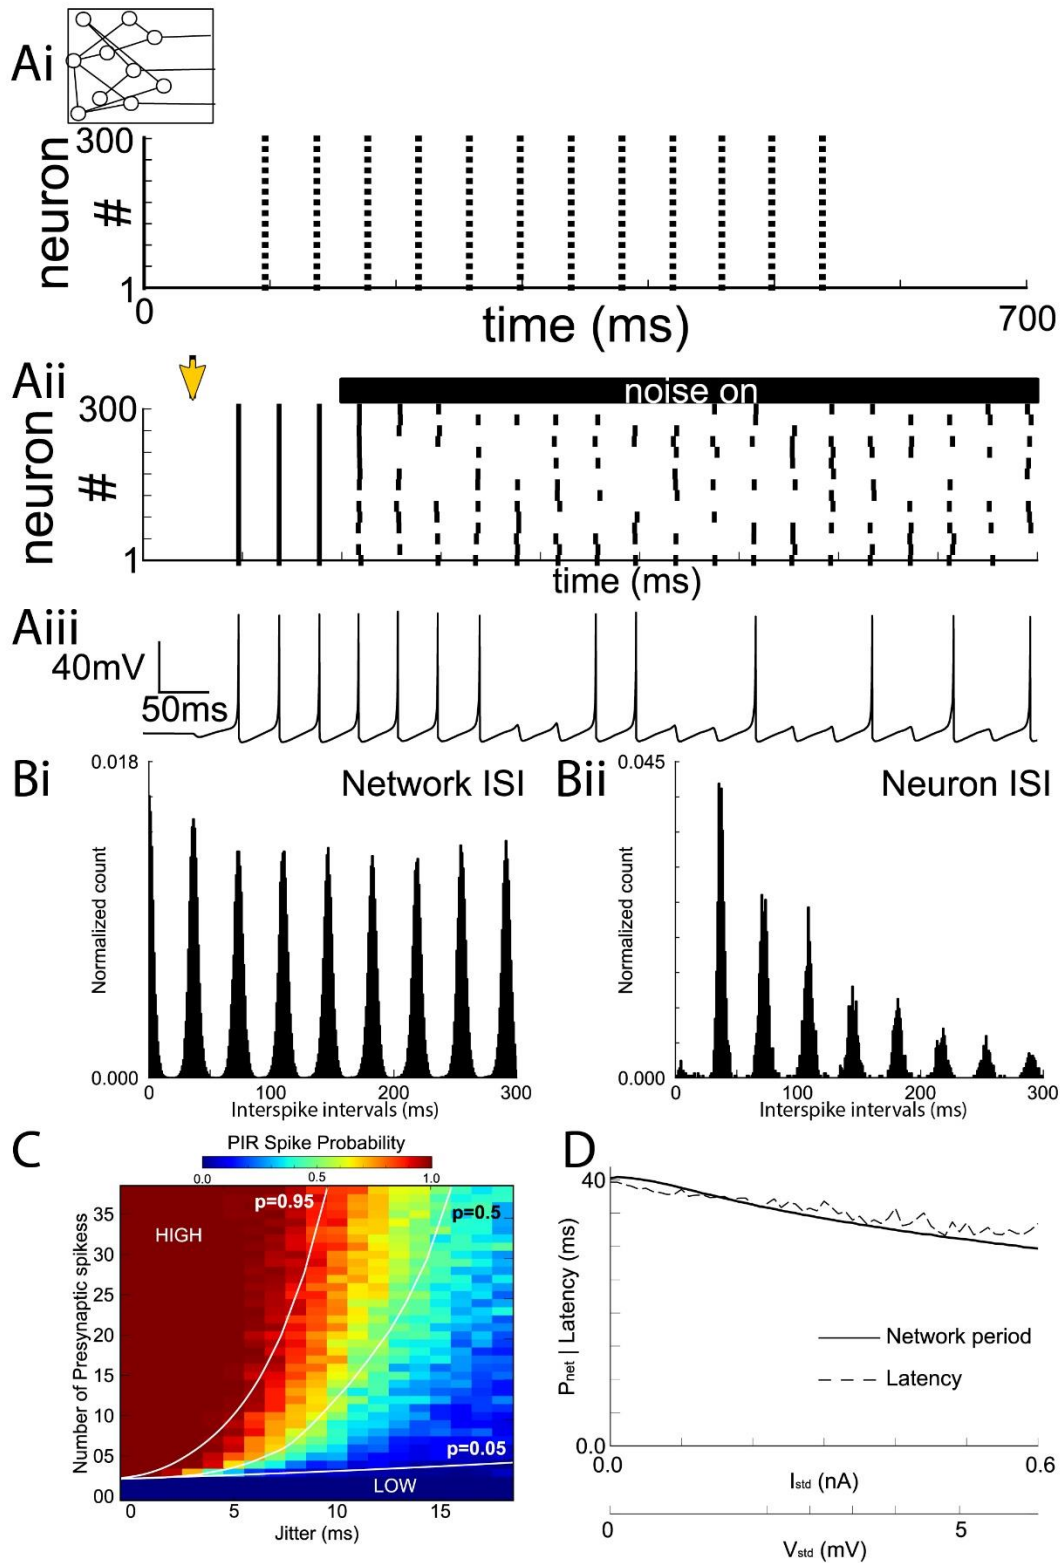 Ai
300
neuron
#
1
0
time (ms)
700
Aii
noise on
300
neuron
#
1
time (ms)
Aiii
40mV
50ms
Bi
0.018
Network ISI
Normalized count
0.000
0
100
200
300
Interspike intervals (ms)
Bii
0.045
Neuron ISI
Normalized count
0.000
0
100
200
300
Interspike intervals (ms)
C
PIR Spike Probability
0.0
0.5
1.0
35
30
25
20
15
10
05
00
Number of Presynaptic spikess
HIGH
p=0.95
p=0.5
p=0.05
LOW
0
5
10
15
Jitter (ms)
D
40
Pnet | Latency (ms)
Network period
Latency
0.0
0.0
0.6
Istd (nA)
0
5
Vstd (mV)